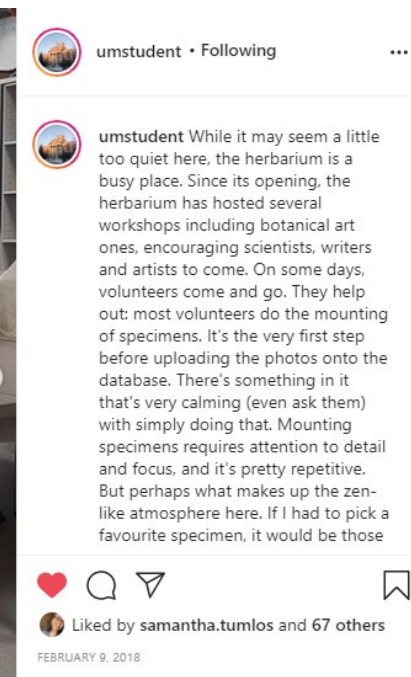 umstudent • Following
umstudent While it may seem a little
too quiet here, the herbarium is a
busy place. Since its opening, the
herbarium has hosted several
workshops including botanical art
ones, encouraging scientists, writers
and artists to come. On some days,
volunteers come and go. They help
out: most volunteers do the mounting
of specimens. It's the very first step
before uploading the photos onto the
database. There's something in it
that's very calming (even ask them)
with simply doing that. Mounting
specimens requires attention to detail
and focus, and it's pretty repetitive.
But perhaps what makes up the zen-
like atmosphere here. If I had to pick a
favourite specimen, it would be those
Liked by samantha.tumlos and 67 others
FEBRUARY 9, 2018